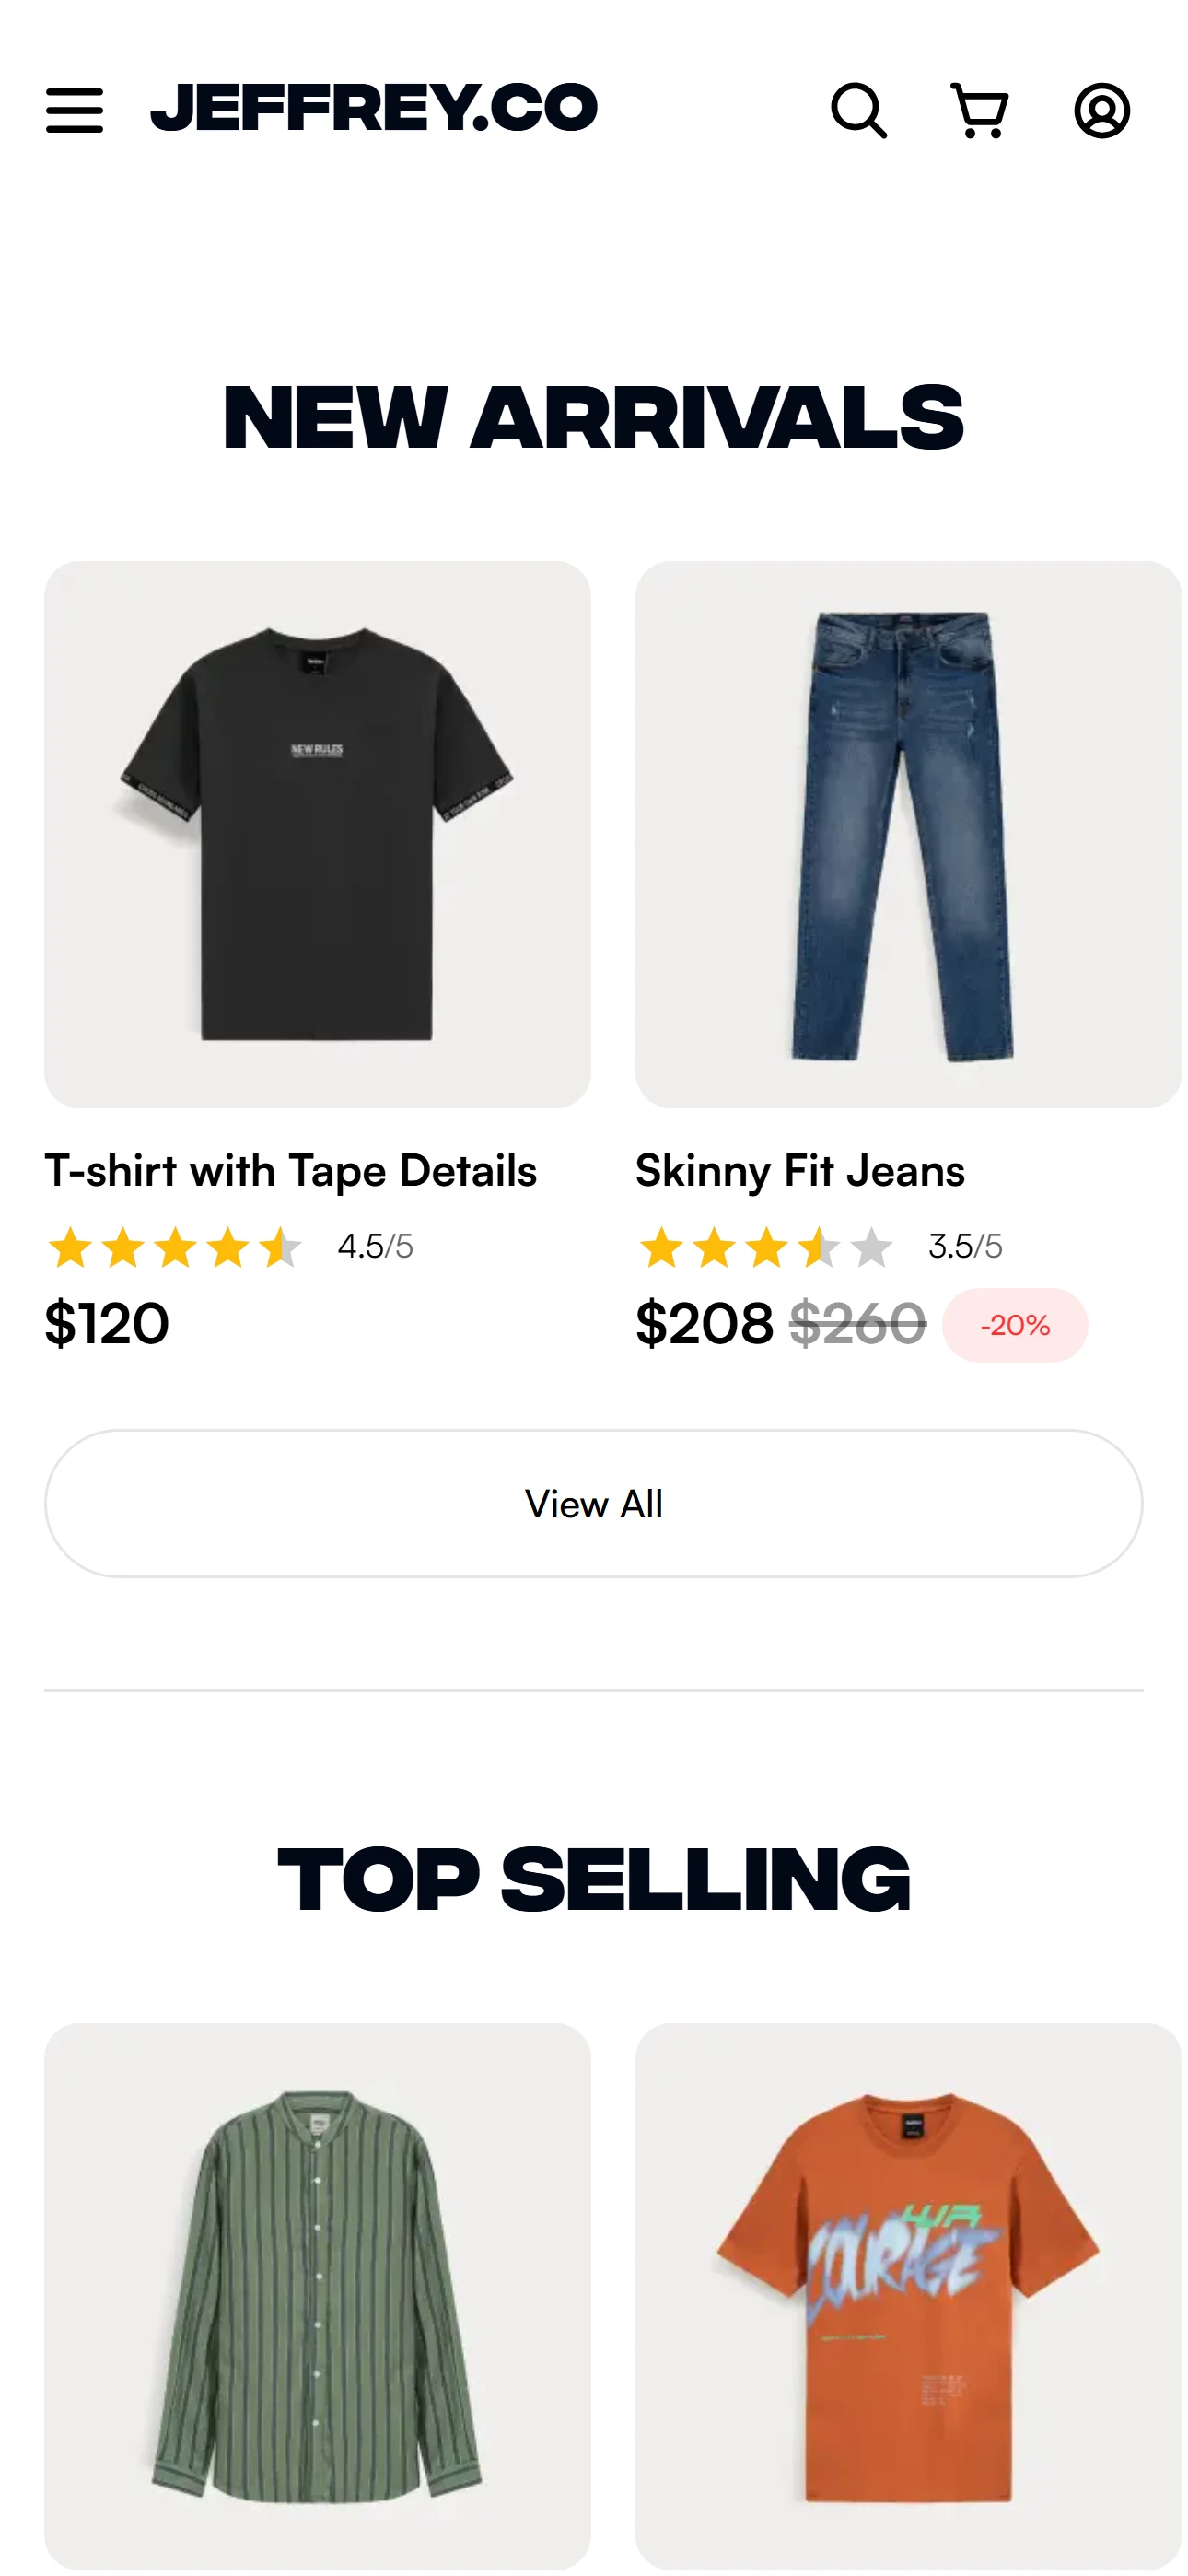 JEFFREY.CO
NEW ARRIVALS
NEW RULES
T-shirt with Tape Details
4.5/5
$120
Skinny Fit Jeans
3.5/5
$208 $260 -20%
View All
TOP SELLING
COURAGE